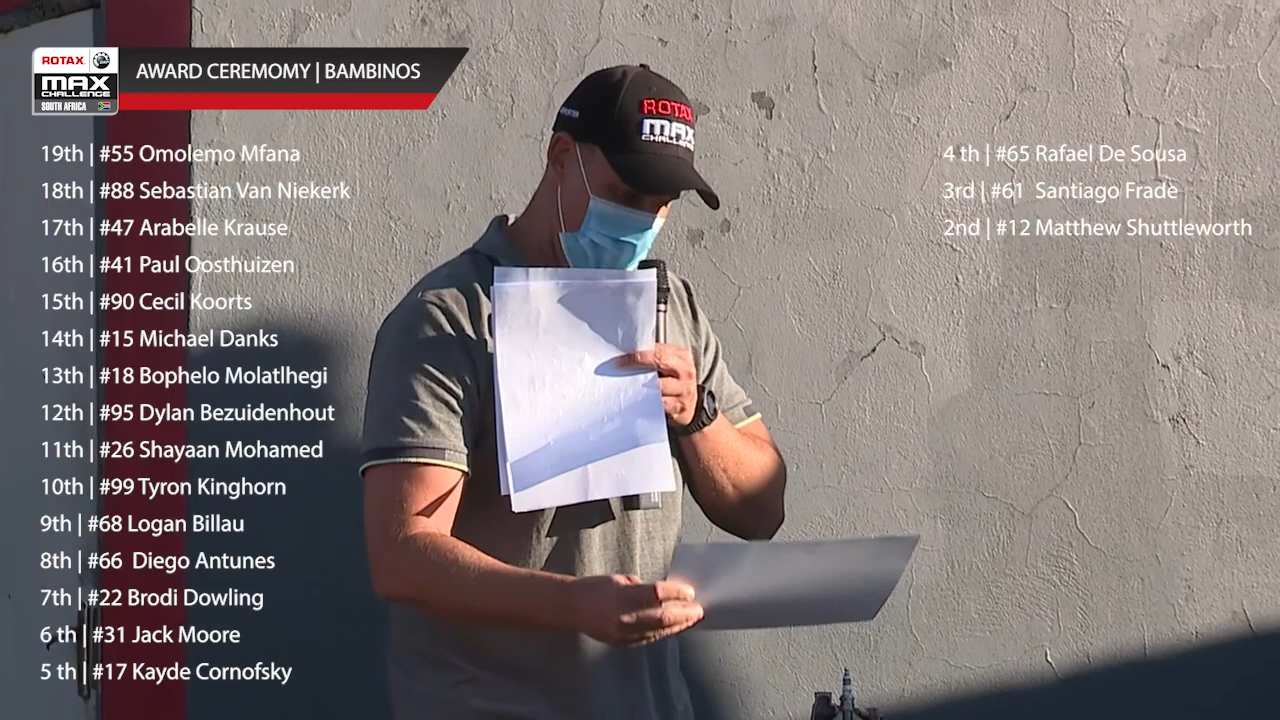 ROTAX
MAX
CHALLENGE
SOUTH AFRICA
AWARD CEREMOMY | BAMBINOS
ROTAX
MAX
CHALLENGE
19th | #55 Omolemo Mfana
18th | #88 Sebastian Van Niekerk
17th | #47 Arabelle Krause
16th | #41 Paul Oosthuizen
15th | #90 Cecil Koorts
14th | #15 Michael Danks
13th | #18 Bophelo Molatlhegi
12th | #95 Dylan Bezuidenhout
11th | #26 Shayaan Mohamed
10th | #99 Tyron Kinghorn
9th | #68 Logan Billau
8th | #66  Diego Antunes
7th | #22 Brodi Dowling
6 th | #31 Jack Moore
5 th | #17 Kayde Cornofsky
4 th | #65 Rafael De Sousa
3rd | #61  Santiago Frade
2nd | #12 Matthew Shuttleworth